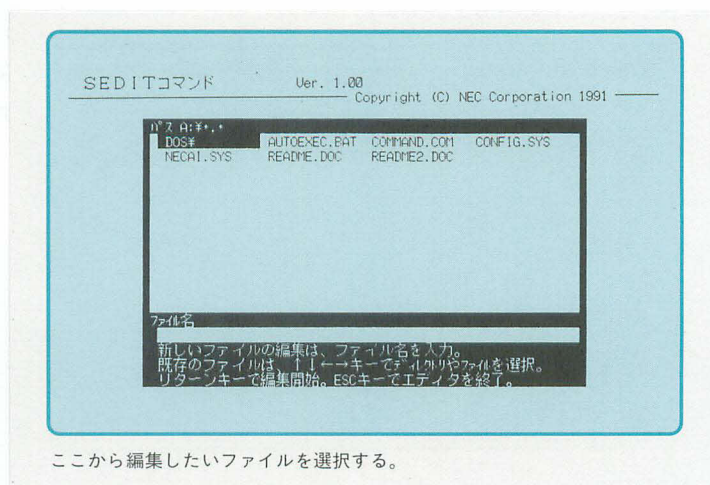 SEDITコマンド Ver. 1.00
Copyright (C) NEC Corporation 1991
パス A:¥*.*
DOS¥ AUTOEXEC.BAT COMMAND.COM CONFIG.SYS
NECAI.SYS README.DOC README2.DOC
ファイル名
新しいファイルの編集は、ファイル名を入力。
既存のファイルは、↑↓←→キーでディレクトリやファイルを選択。
リターンキーで編集開始。ESCキーでエディタを終了。
ここから編集したいファイルを選択する。